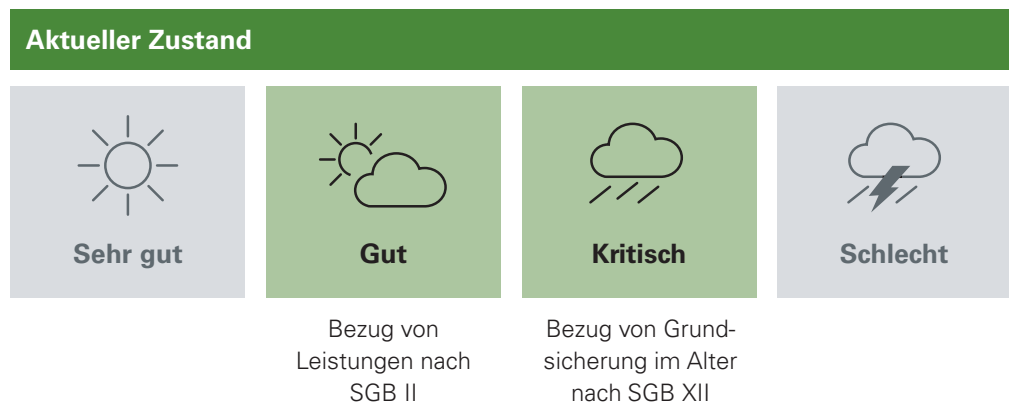 Aktueller Zustand
Sehr gut
Gut
Kritisch
Schlecht
Bezug von
Leistungen nach
SGB II
Bezug von Grund-
sicherung im Alter
nach SGB XII